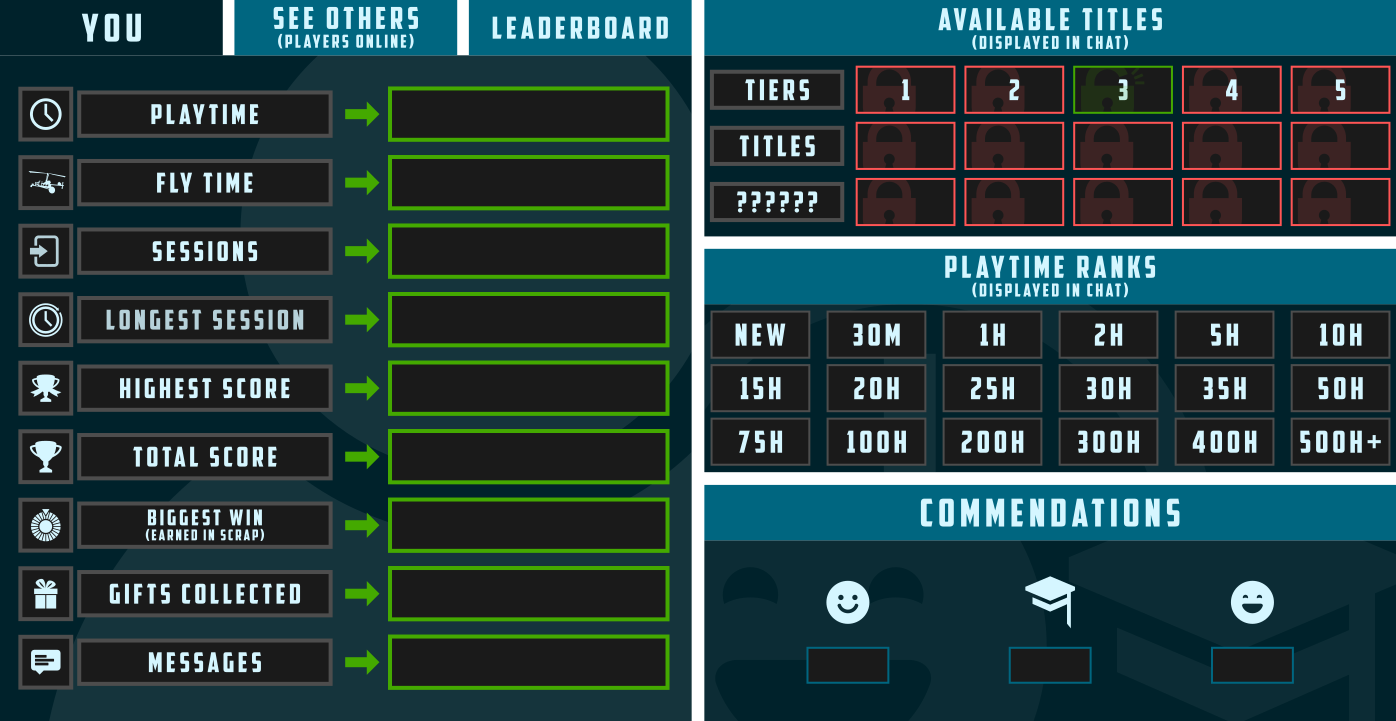 YOU
SEE OTHERS
(PLAYERS ONLINE)
LEADERBOARD
PLAYTIME
FLY TIME
SESSIONS
LONGEST SESSION
HIGHEST SCORE
TOTAL SCORE
BIGGEST WIN
(EARNED IN SCRAP)
GIFTS COLLECTED
MESSAGES
AVAILABLE TITLES
(DISPLAYED IN CHAT)
TIERS 1 2 3 4 5
TITLES
??????
PLAYTIME RANKS
(DISPLAYED IN CHAT)
NEW 30M 1H 2H 5H 10H
15H 20H 25H 30H 35H 50H
75H 100H 200H 300H 400H 500H+
COMMENDATIONS